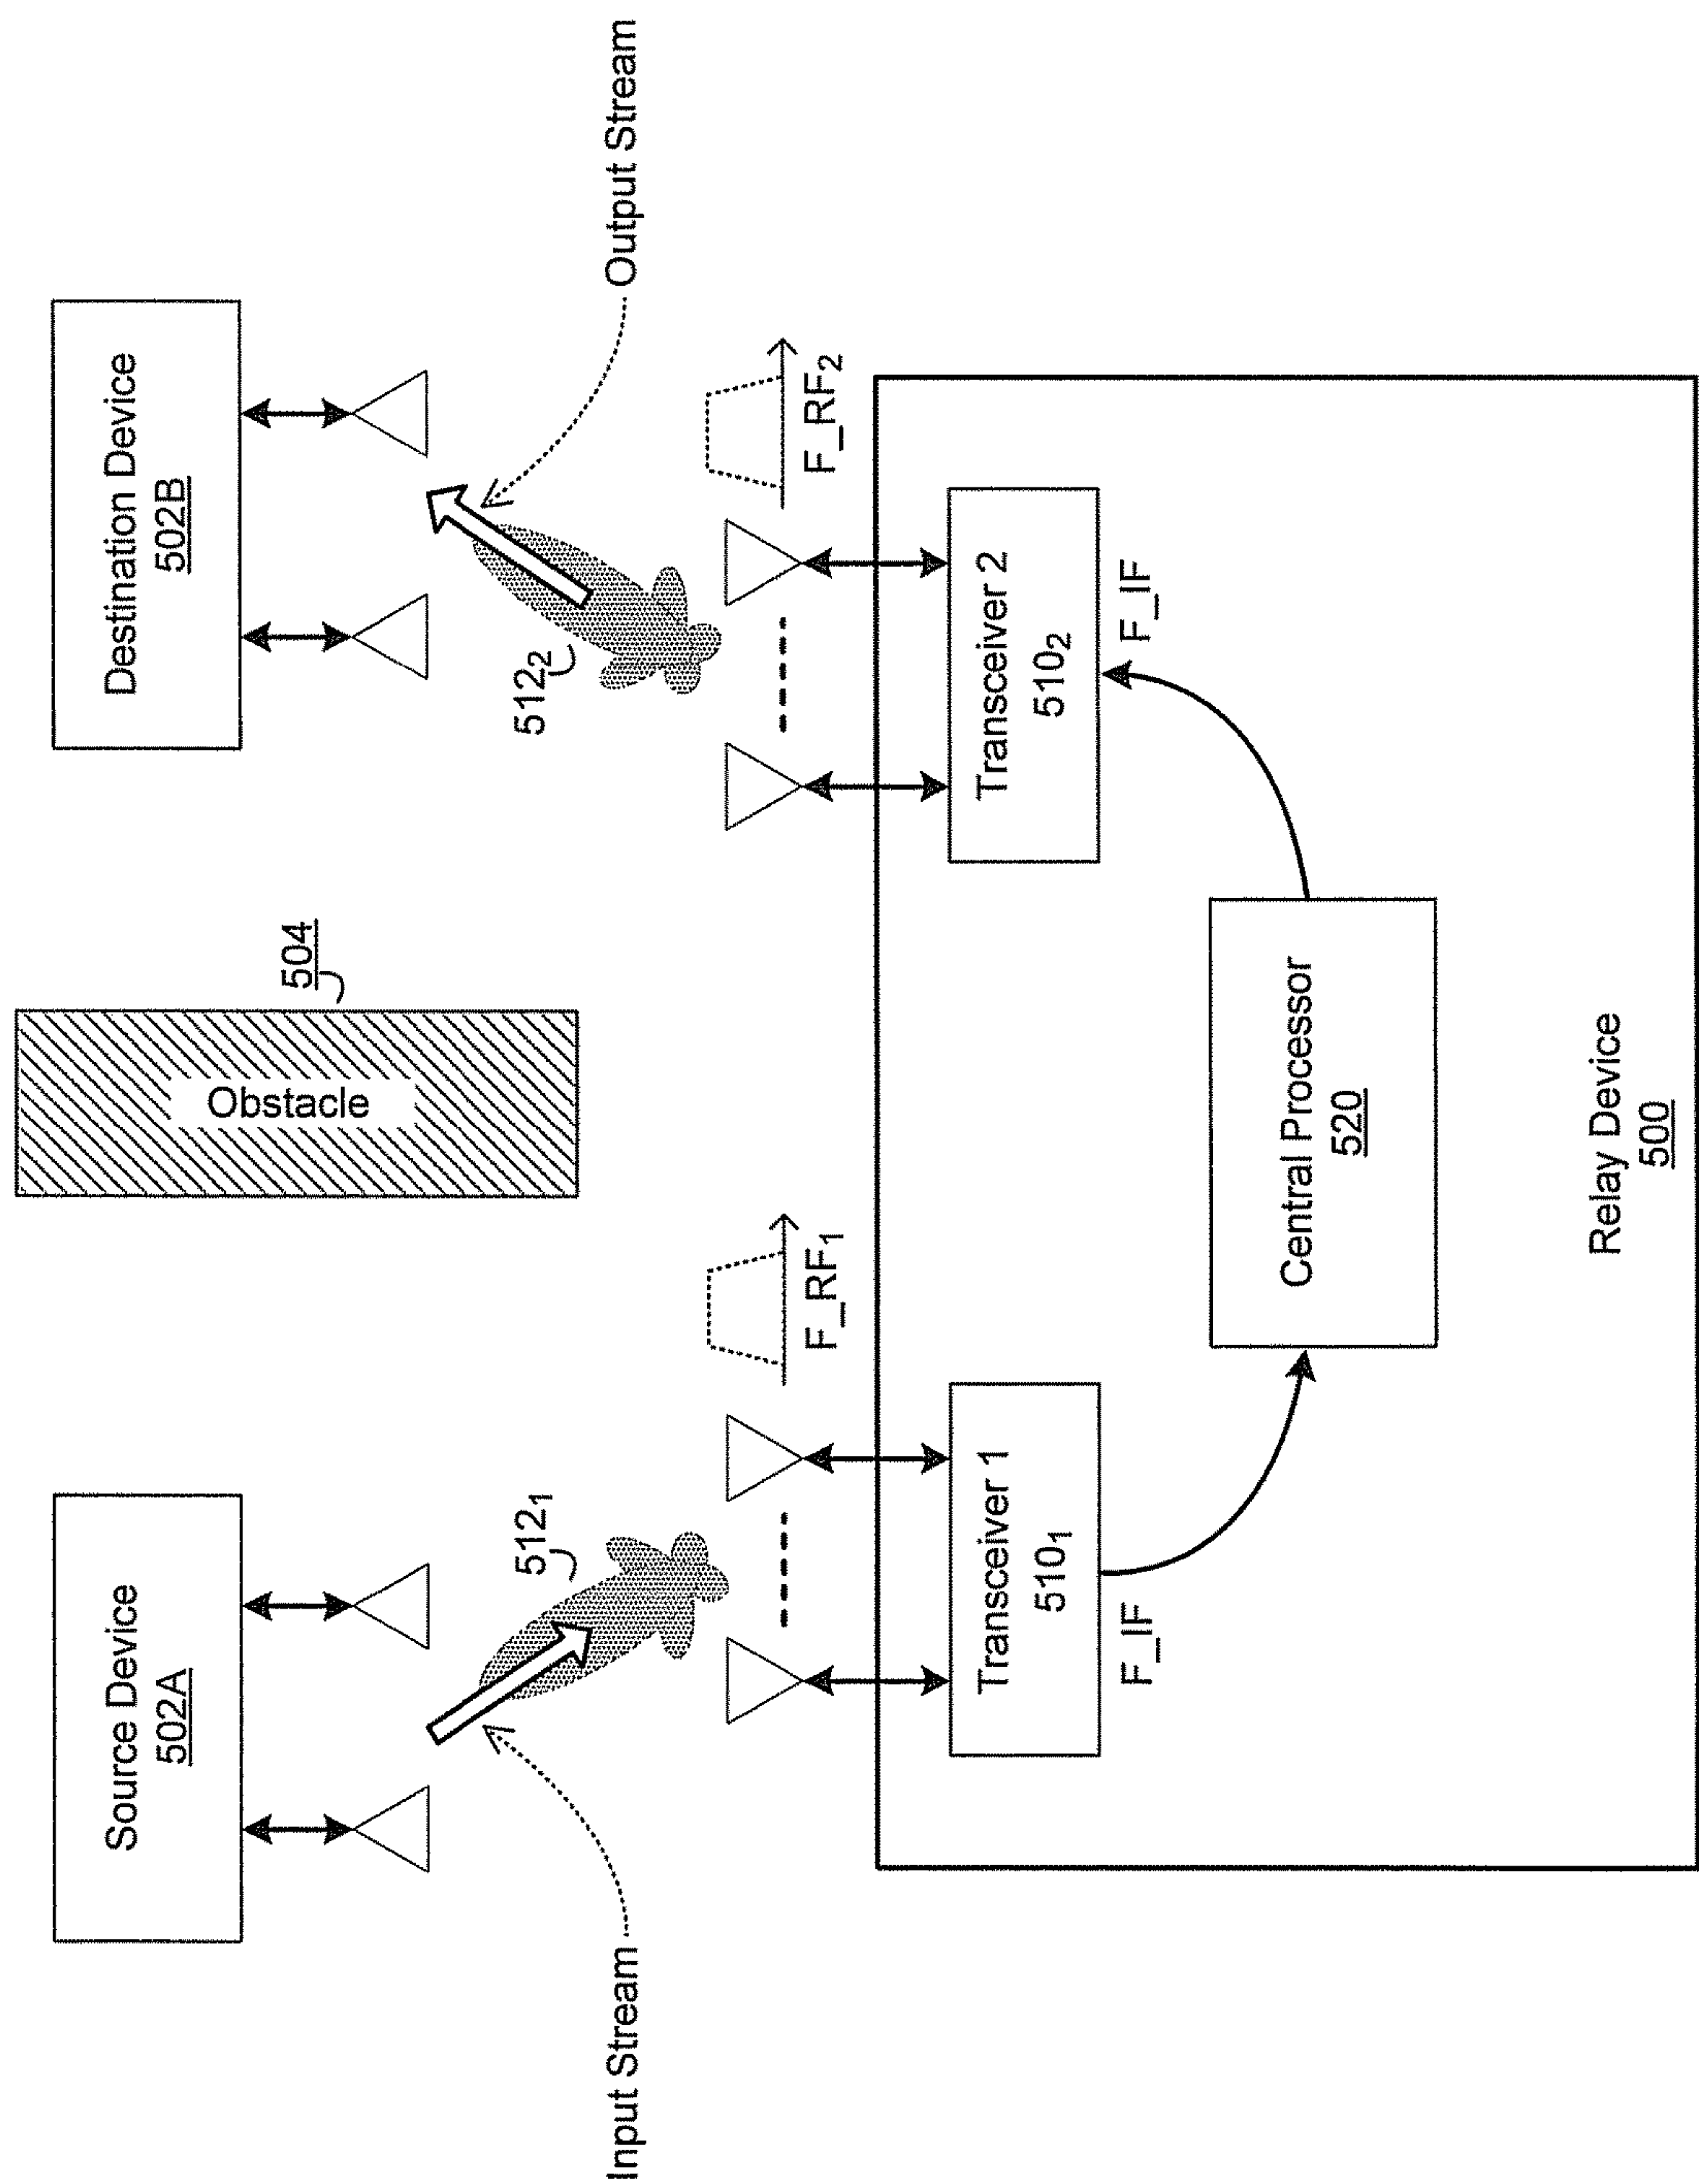 Source Device
502A
Obstacle
504
Destination Device
502B
Input Stream
512₁
512₂
Output Stream
F_RF₁
F_RF₂
Transceiver 1
510₁
Transceiver 2
510₂
F_IF
F_IF
Central Processor
520
Relay Device
500